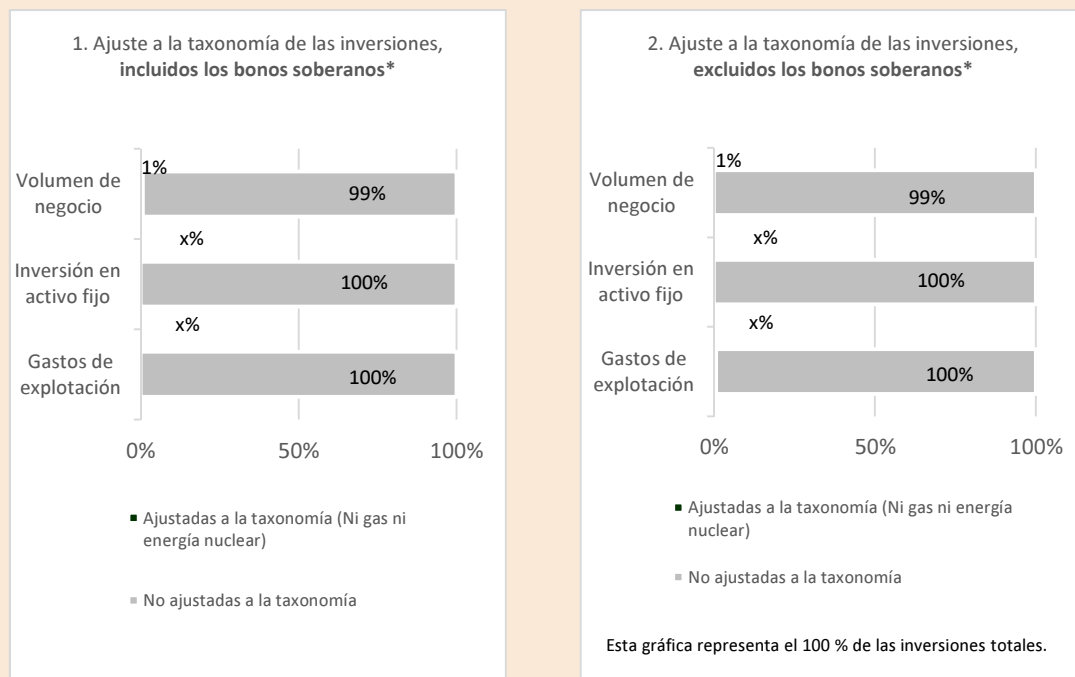 1. Ajuste a la taxonomía de las inversiones,
incluidos los bonos soberanos*
1%
Volumen de
negocio
99%
x%
Inversión en
activo fijo
100%
x%
Gastos de
explotación
100%
0%
50%
100%
Ajustadas a la taxonomía (Ni gas ni
energía nuclear)
No ajustadas a la taxonomía
2. Ajuste a la taxonomía de las inversiones,
excluidos los bonos soberanos*
1%
Volumen de
negocio
99%
x%
Inversión en
activo fijo
100%
x%
Gastos de
explotación
100%
0%
50%
100%
Ajustadas a la taxonomía (Ni gas ni energía
nuclear)
No ajustadas a la taxonomía
Esta gráfica representa el 100 % de las inversiones totales.